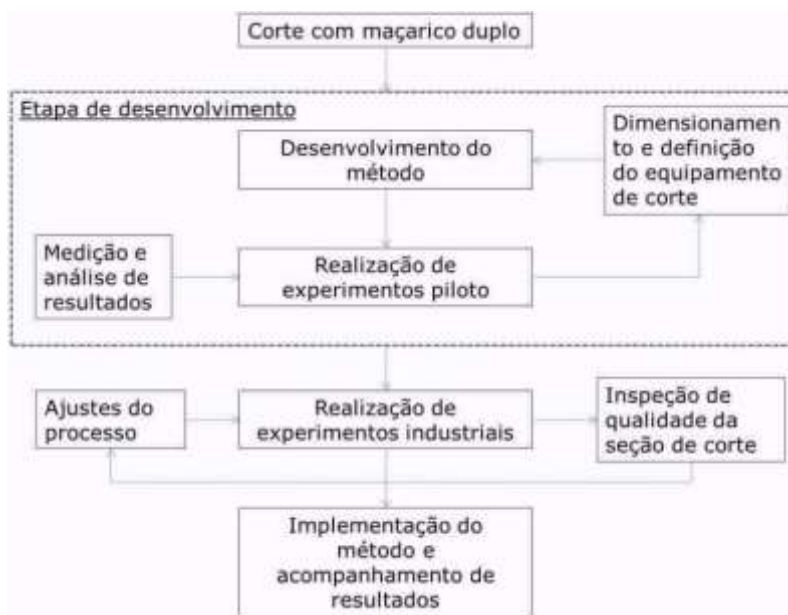 Corte com maçarico duplo
Etapa de desenvolvimento
Desenvolvimento do
método
Dimensionamen
to e definição
do equipamento
de corte
Medição e
análise de
resultados
Realização de
experimentos piloto
Ajustes do
processo
Realização de
experimentos industriais
Inspeção de
qualidade da
seção de corte
Implementação do
método e
acompanhamento de
resultados